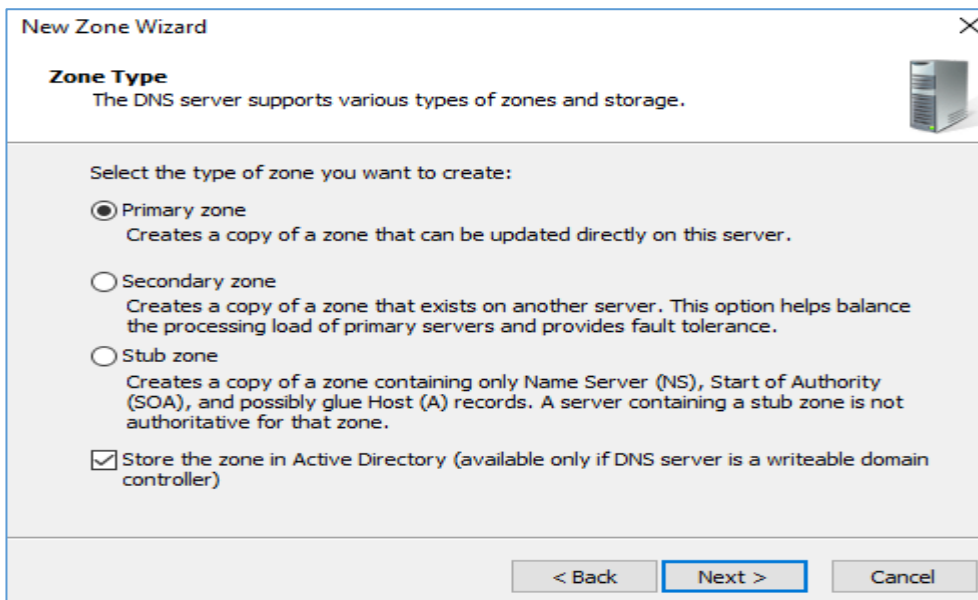 New Zone Wizard
Zone Type
The DNS server supports various types of zones and storage.
Select the type of zone you want to create:
Primary zone
Creates a copy of a zone that can be updated directly on this server.
Secondary zone
Creates a copy of a zone that exists on another server. This option helps balance
the processing load of primary servers and provides fault tolerance.
Stub zone
Creates a copy of a zone containing only Name Server (NS), Start of Authority
(SOA), and possibly glue Host (A) records. A server containing a stub zone is not
authoritative for that zone.
Store the zone in Active Directory (available only if DNS server is a writeable domain
controller)
< Back Next > Cancel